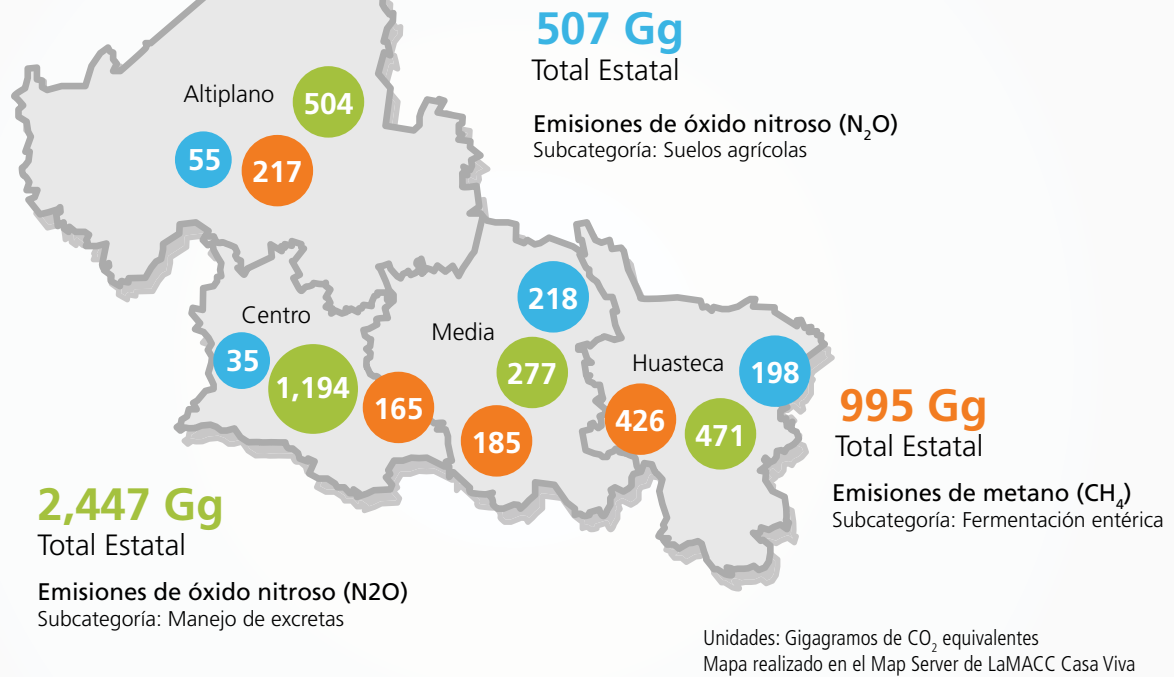 507 Gg
Total Estatal
Emisiones de óxido nitroso (N₂O)
Subcategoría: Suelos agrícolas
Altiplano
504
55
217
Centro
35
1,194
165
Media
218
277
185
Huasteca
198
426
471
995 Gg
Total Estatal
Emisiones de metano (CH₄)
Subcategoría: Fermentación entérica
2,447 Gg
Total Estatal
Emisiones de óxido nitroso (N2O)
Subcategoría: Manejo de excretas
Unidades: Gigagramos de CO₂ equivalentes
Mapa realizado en el Map Server de LaMACC Casa Viva